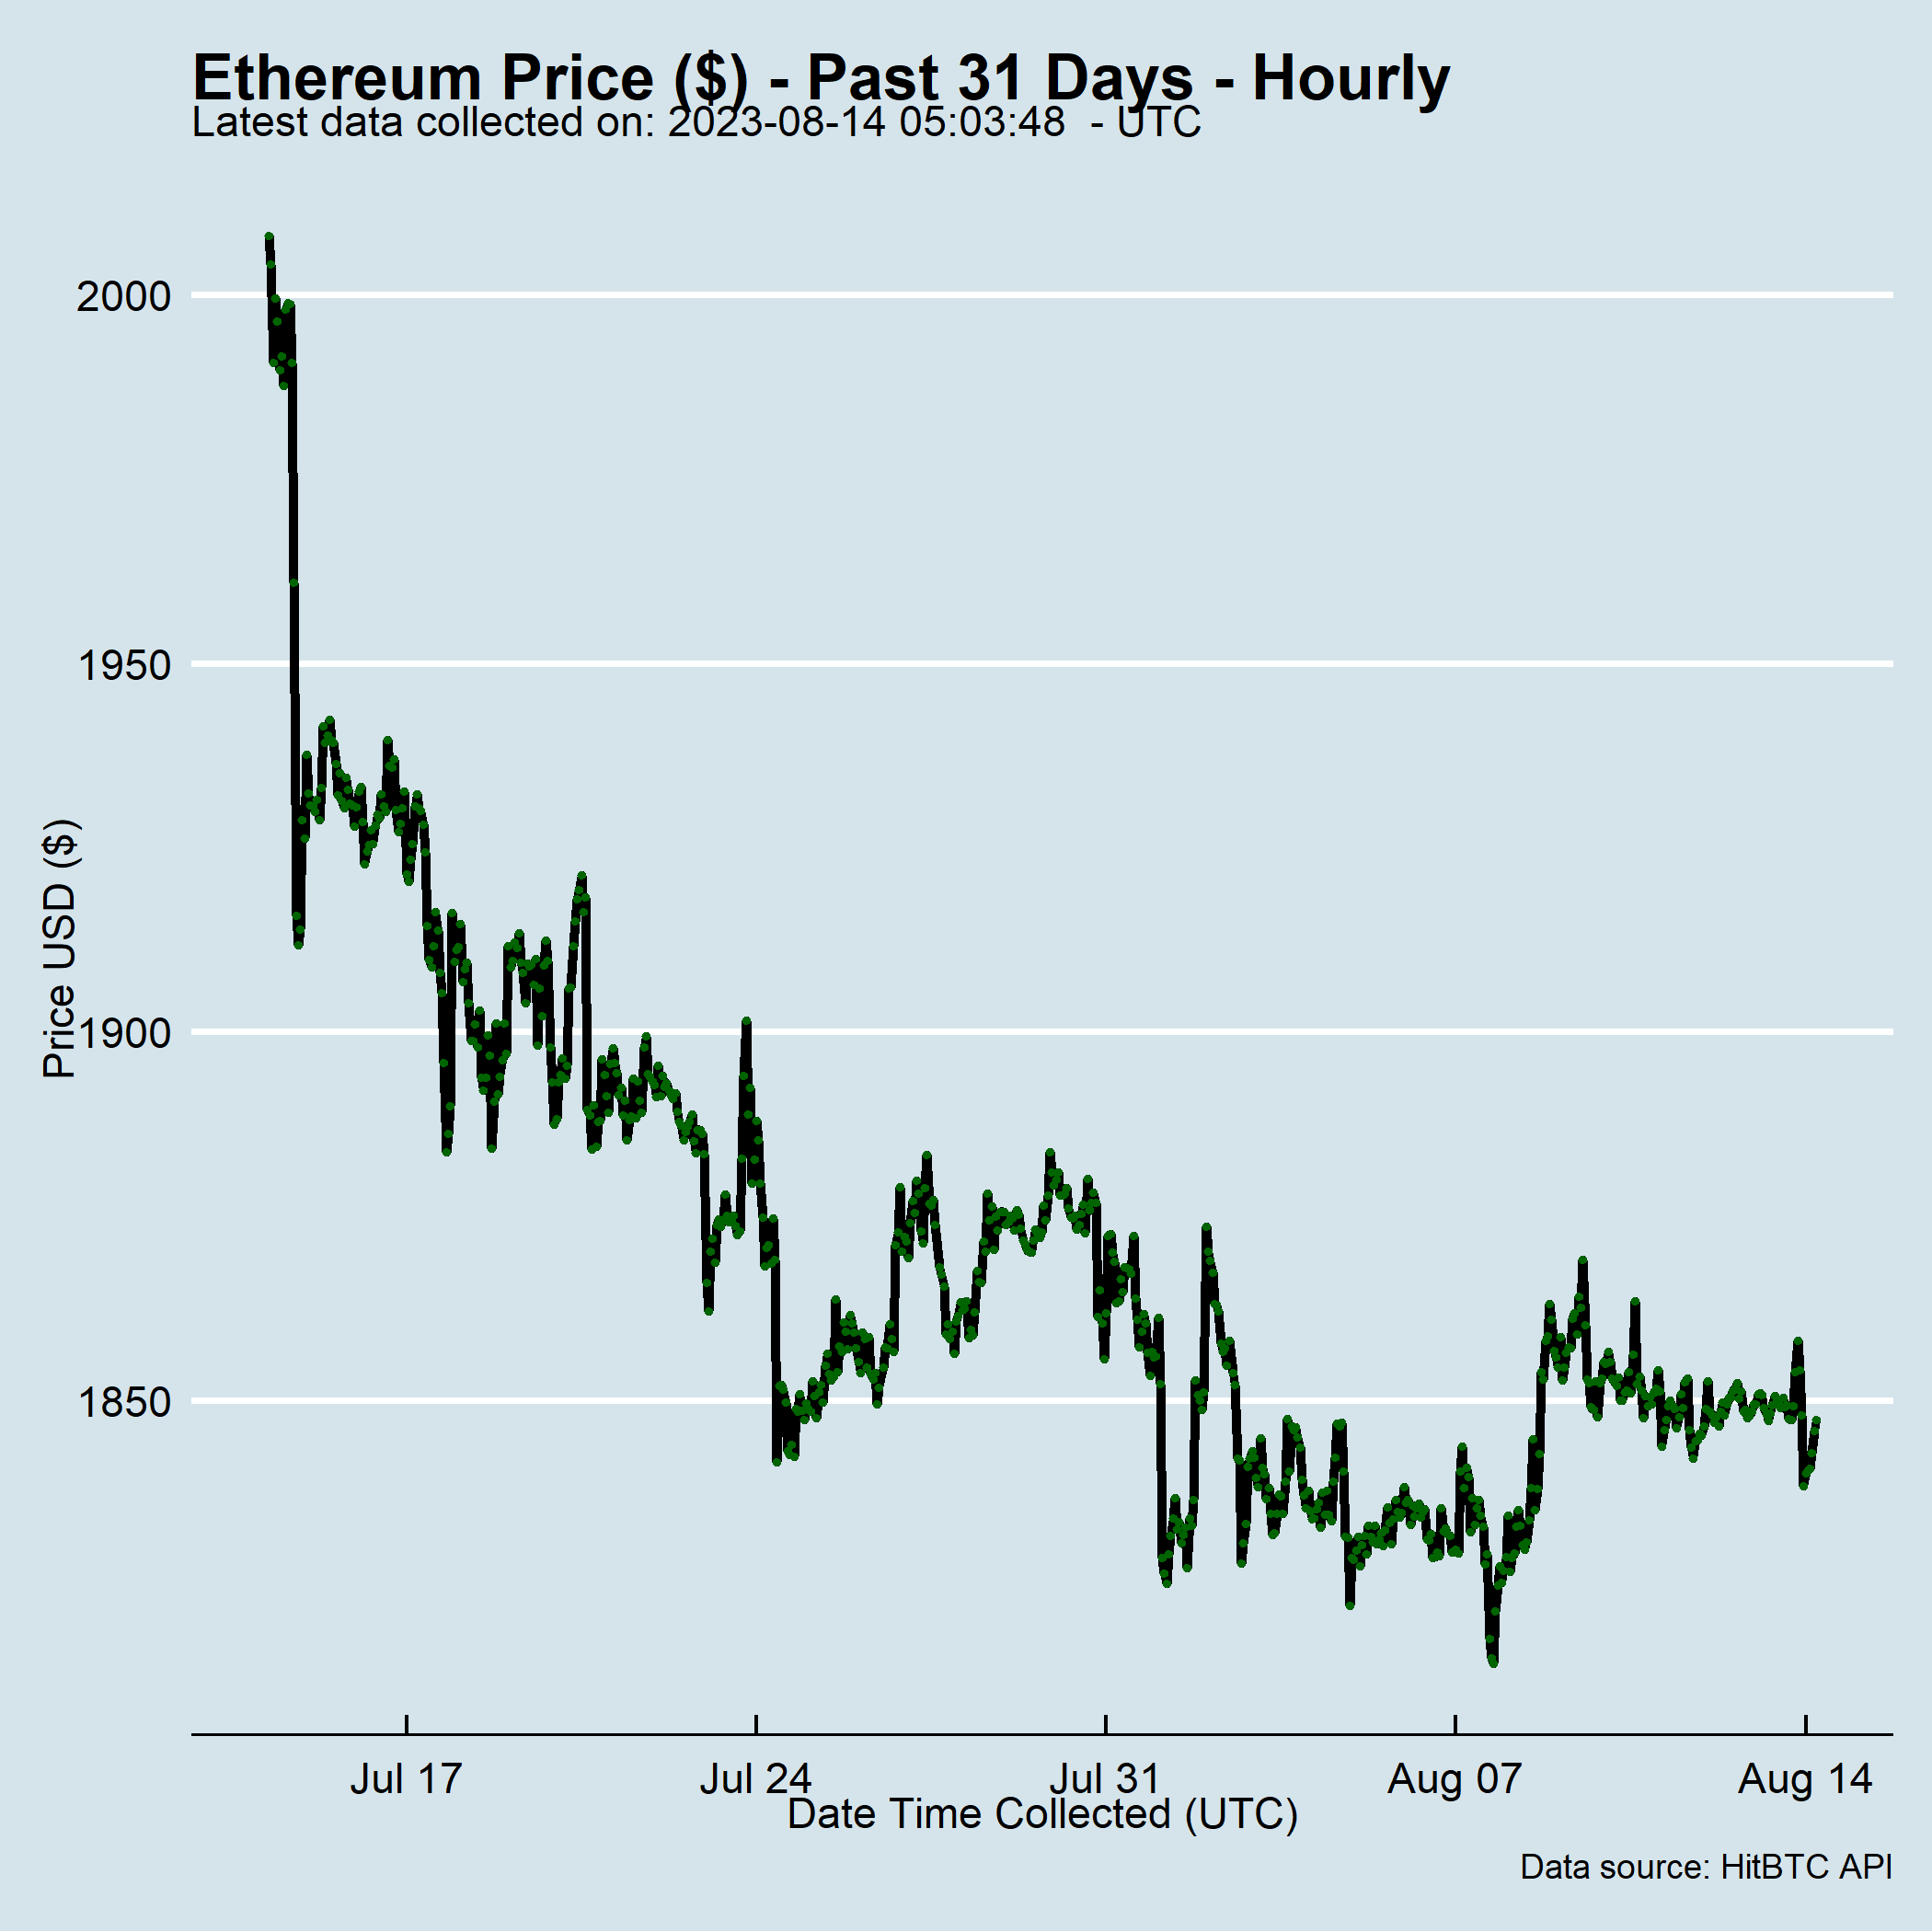 Ethereum Price ($) - Past 31 Days - Hourly
Latest data collected on: 2023-08-14 05:03:48  - UTC
2000
1950
1900
1850
Price USD ($)
Jul 17
Jul 24
Jul 31
Aug 07
Aug 14
Date Time Collected (UTC)
Data source: HitBTC API